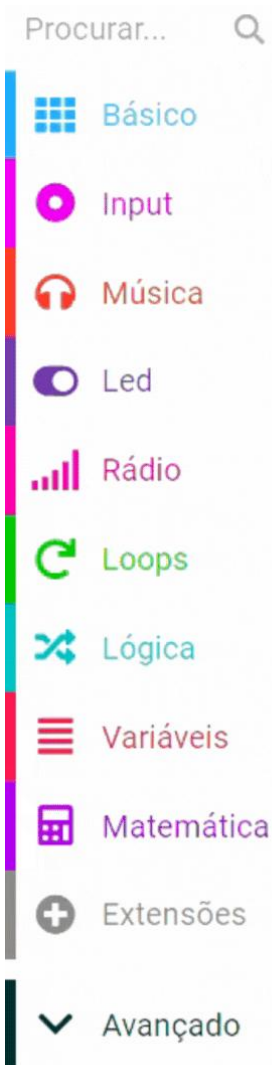 Procurar...
Básico
Input
Música
Led
Rádio
Loops
Lógica
Variáveis
Matemática
Extensões
Avançado